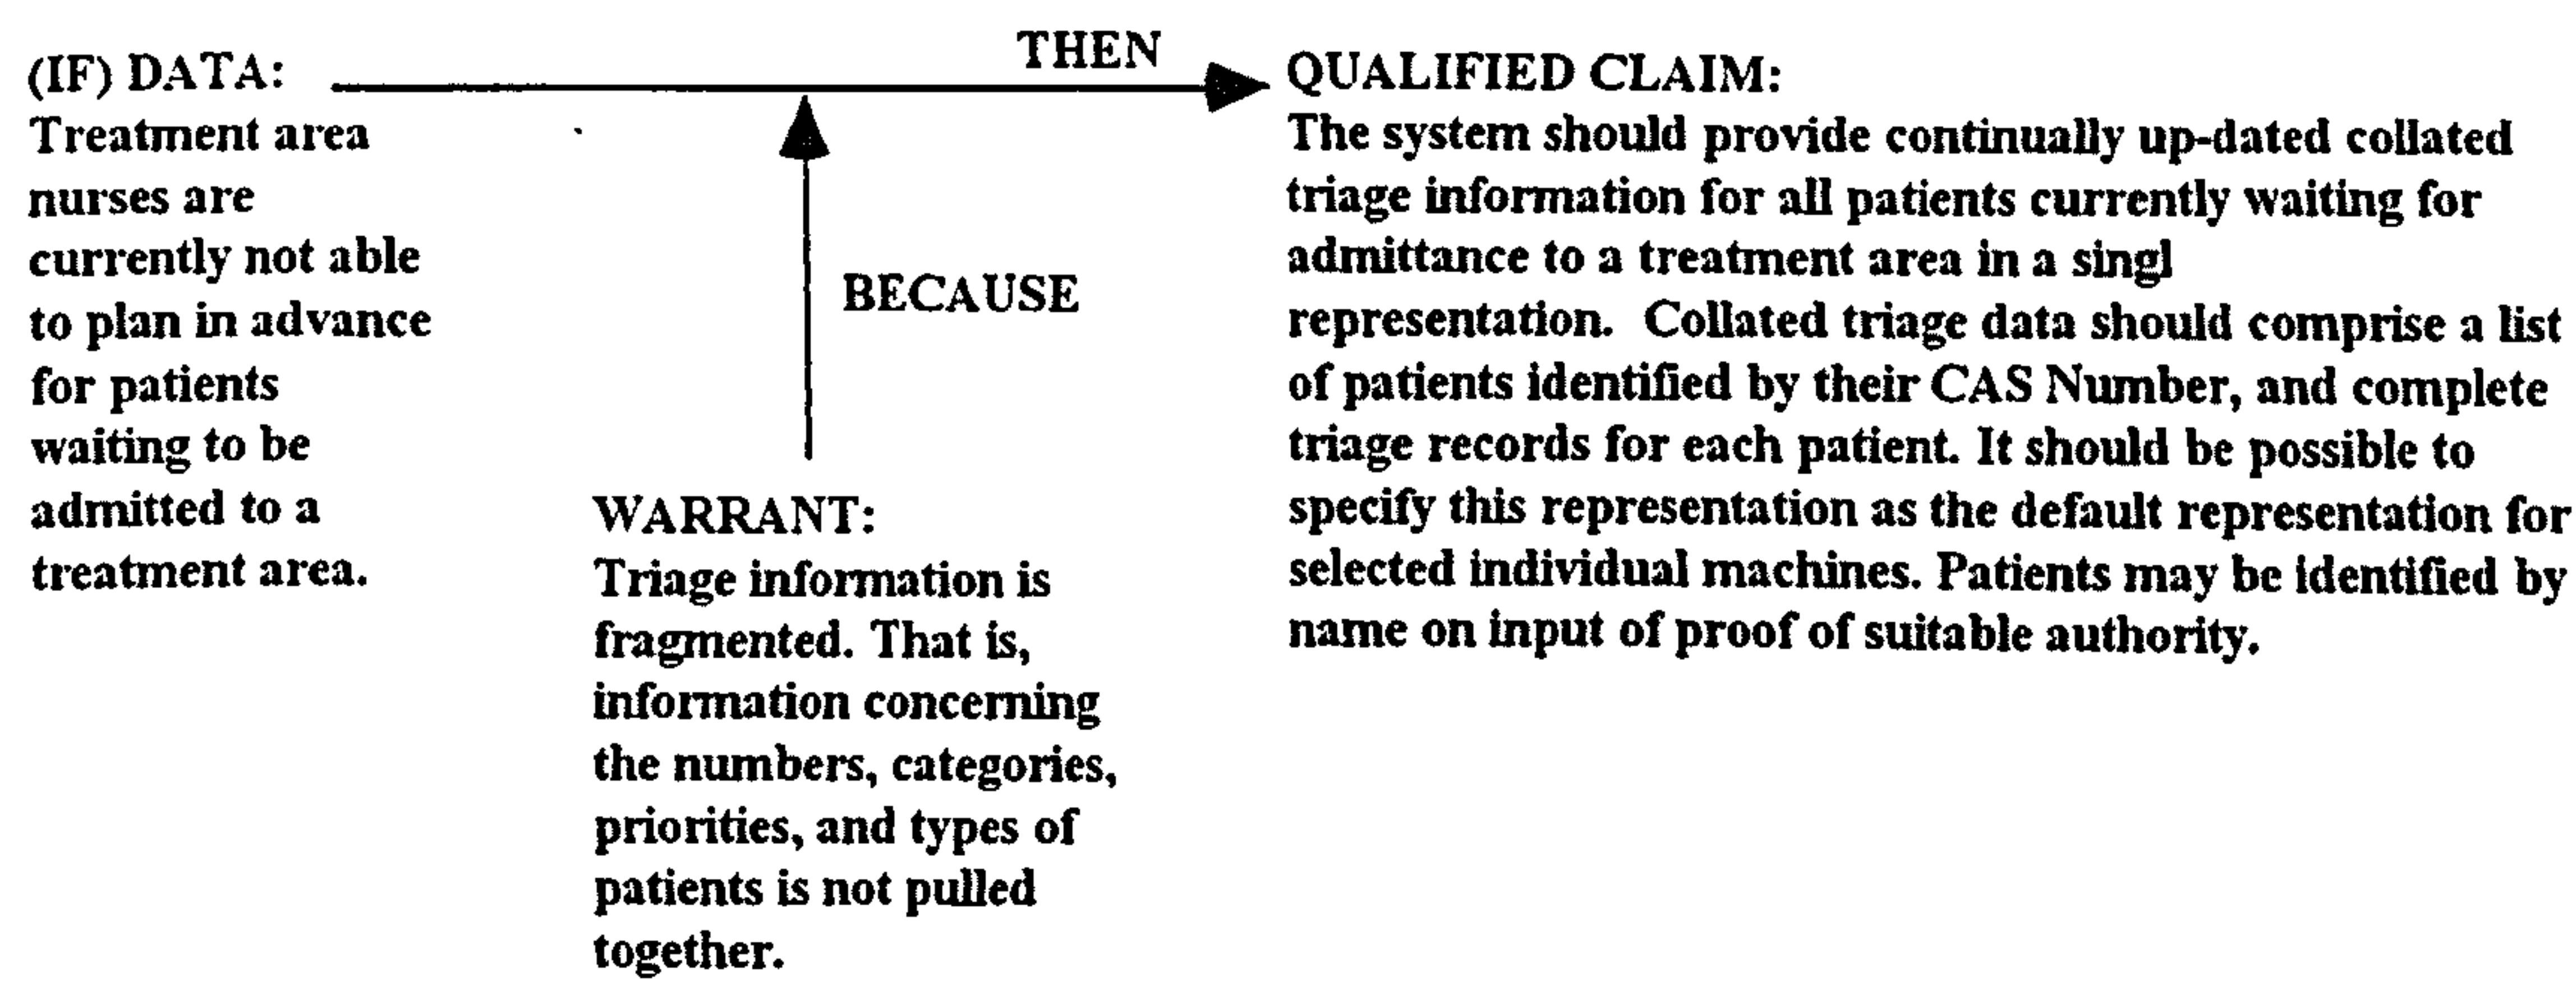 (IF) DATA:
Treatment area
nurses are
currently not able
to plan in advance
for patients
waiting to be
admitted to a
treatment area.
THEN
BECAUSE
WARRANT:
Triage information is
fragmented. That is,
information concerning
the numbers, categories,
priorities, and types of
patients is not pulled
together.
QUALIFIED CLAIM:
The system should provide continually up-dated collated
triage information for all patients currently waiting for
admittance to a treatment area in a singl
representation. Collated triage data should comprise a list
of patients identified by their CAS Number, and complete
triage records for each patient. It should be possible to
specify this representation as the default representation for
selected individual machines. Patients may be identified by
name on input of proof of suitable authority.